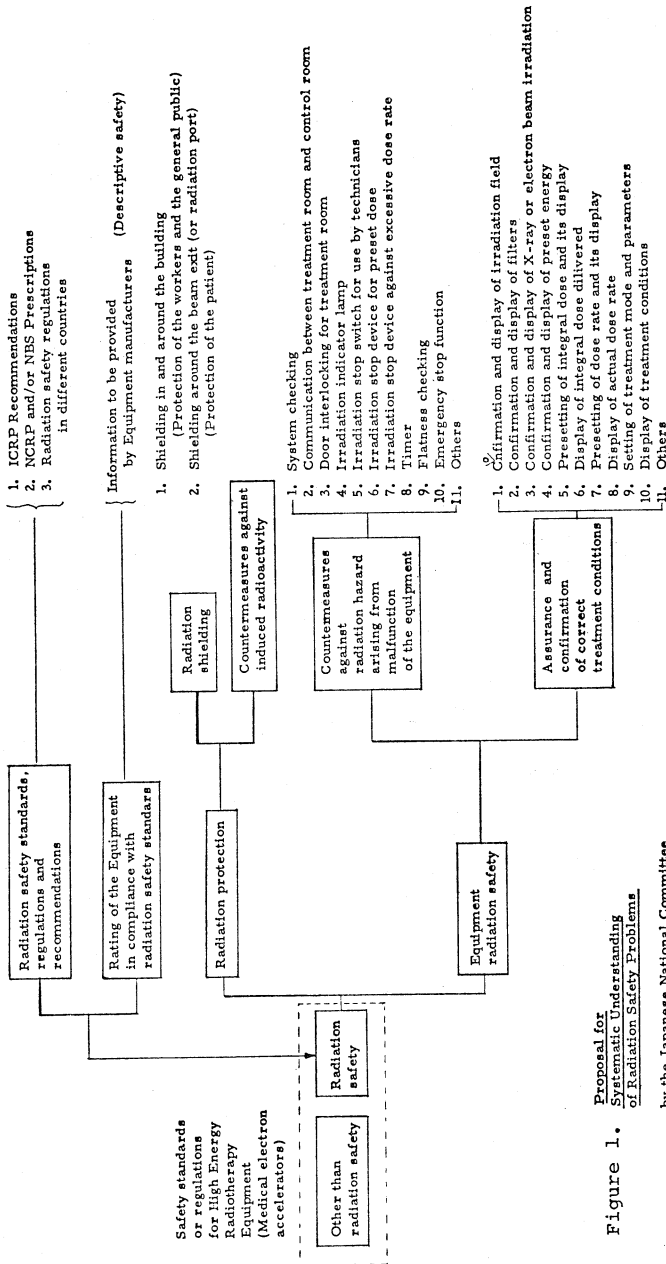 Safety standards
or regulations
for High Energy
Radiotherapy
Equipment
(Medical electron
accelerators)
Other than
radiation safety
Radiation
safety
Radiation safety standards,
regulations and
recommendations
1. ICRP Recommendations
2. NCRP and/or NBS Prescriptions
3. Radiation safety regulations
in different countries
Rating of the Equipment
in compliance with
radiation safety standars
Information to be provided
by Equipment manufacturers (Descriptive safety)
Radiation protection
Radiation
shielding
1. Shielding in and around the building
(Protection of the workers and the general public)
2. Shielding around the beam exit (or radiation port)
(Protection of the patient)
Countermeasures against
induced radioactivity
Equipment
radiation safety
Countermeasures
against
radiation hazard
arising from
malfunction
of the equipment
1. System checking
2. Communication between treatment room and control room
3. Door interlocking for treatment room
4. Irradiation indicator lamp
5. Irradiation stop switch for use by technicians
6. Irradiation stop device for preset dose
7. Irradiation stop device against excessive dose rate
8. Timer
9. Flatness checking
10. Emergency stop function
11. Others
Assurance and
confirmation
of correct
treatment conditions
1. Confirmation and display of irradiation field
2. Confirmation and display of filters
3. Confirmation and display of X-ray or electron beam irradiation
4. Confirmation and display of preset energy
5. Presetting of integral dose and its display
6. Display of integral dose dilivered
7. Presetting of dose rate and its display
8. Display of actual dose rate
9. Setting of treatment mode and parameters
10. Display of treatment conditions
11. Others
Figure 1. Proposal for
Systematic Understanding
of Radiation Safety Problems
by the Japanese National Committee